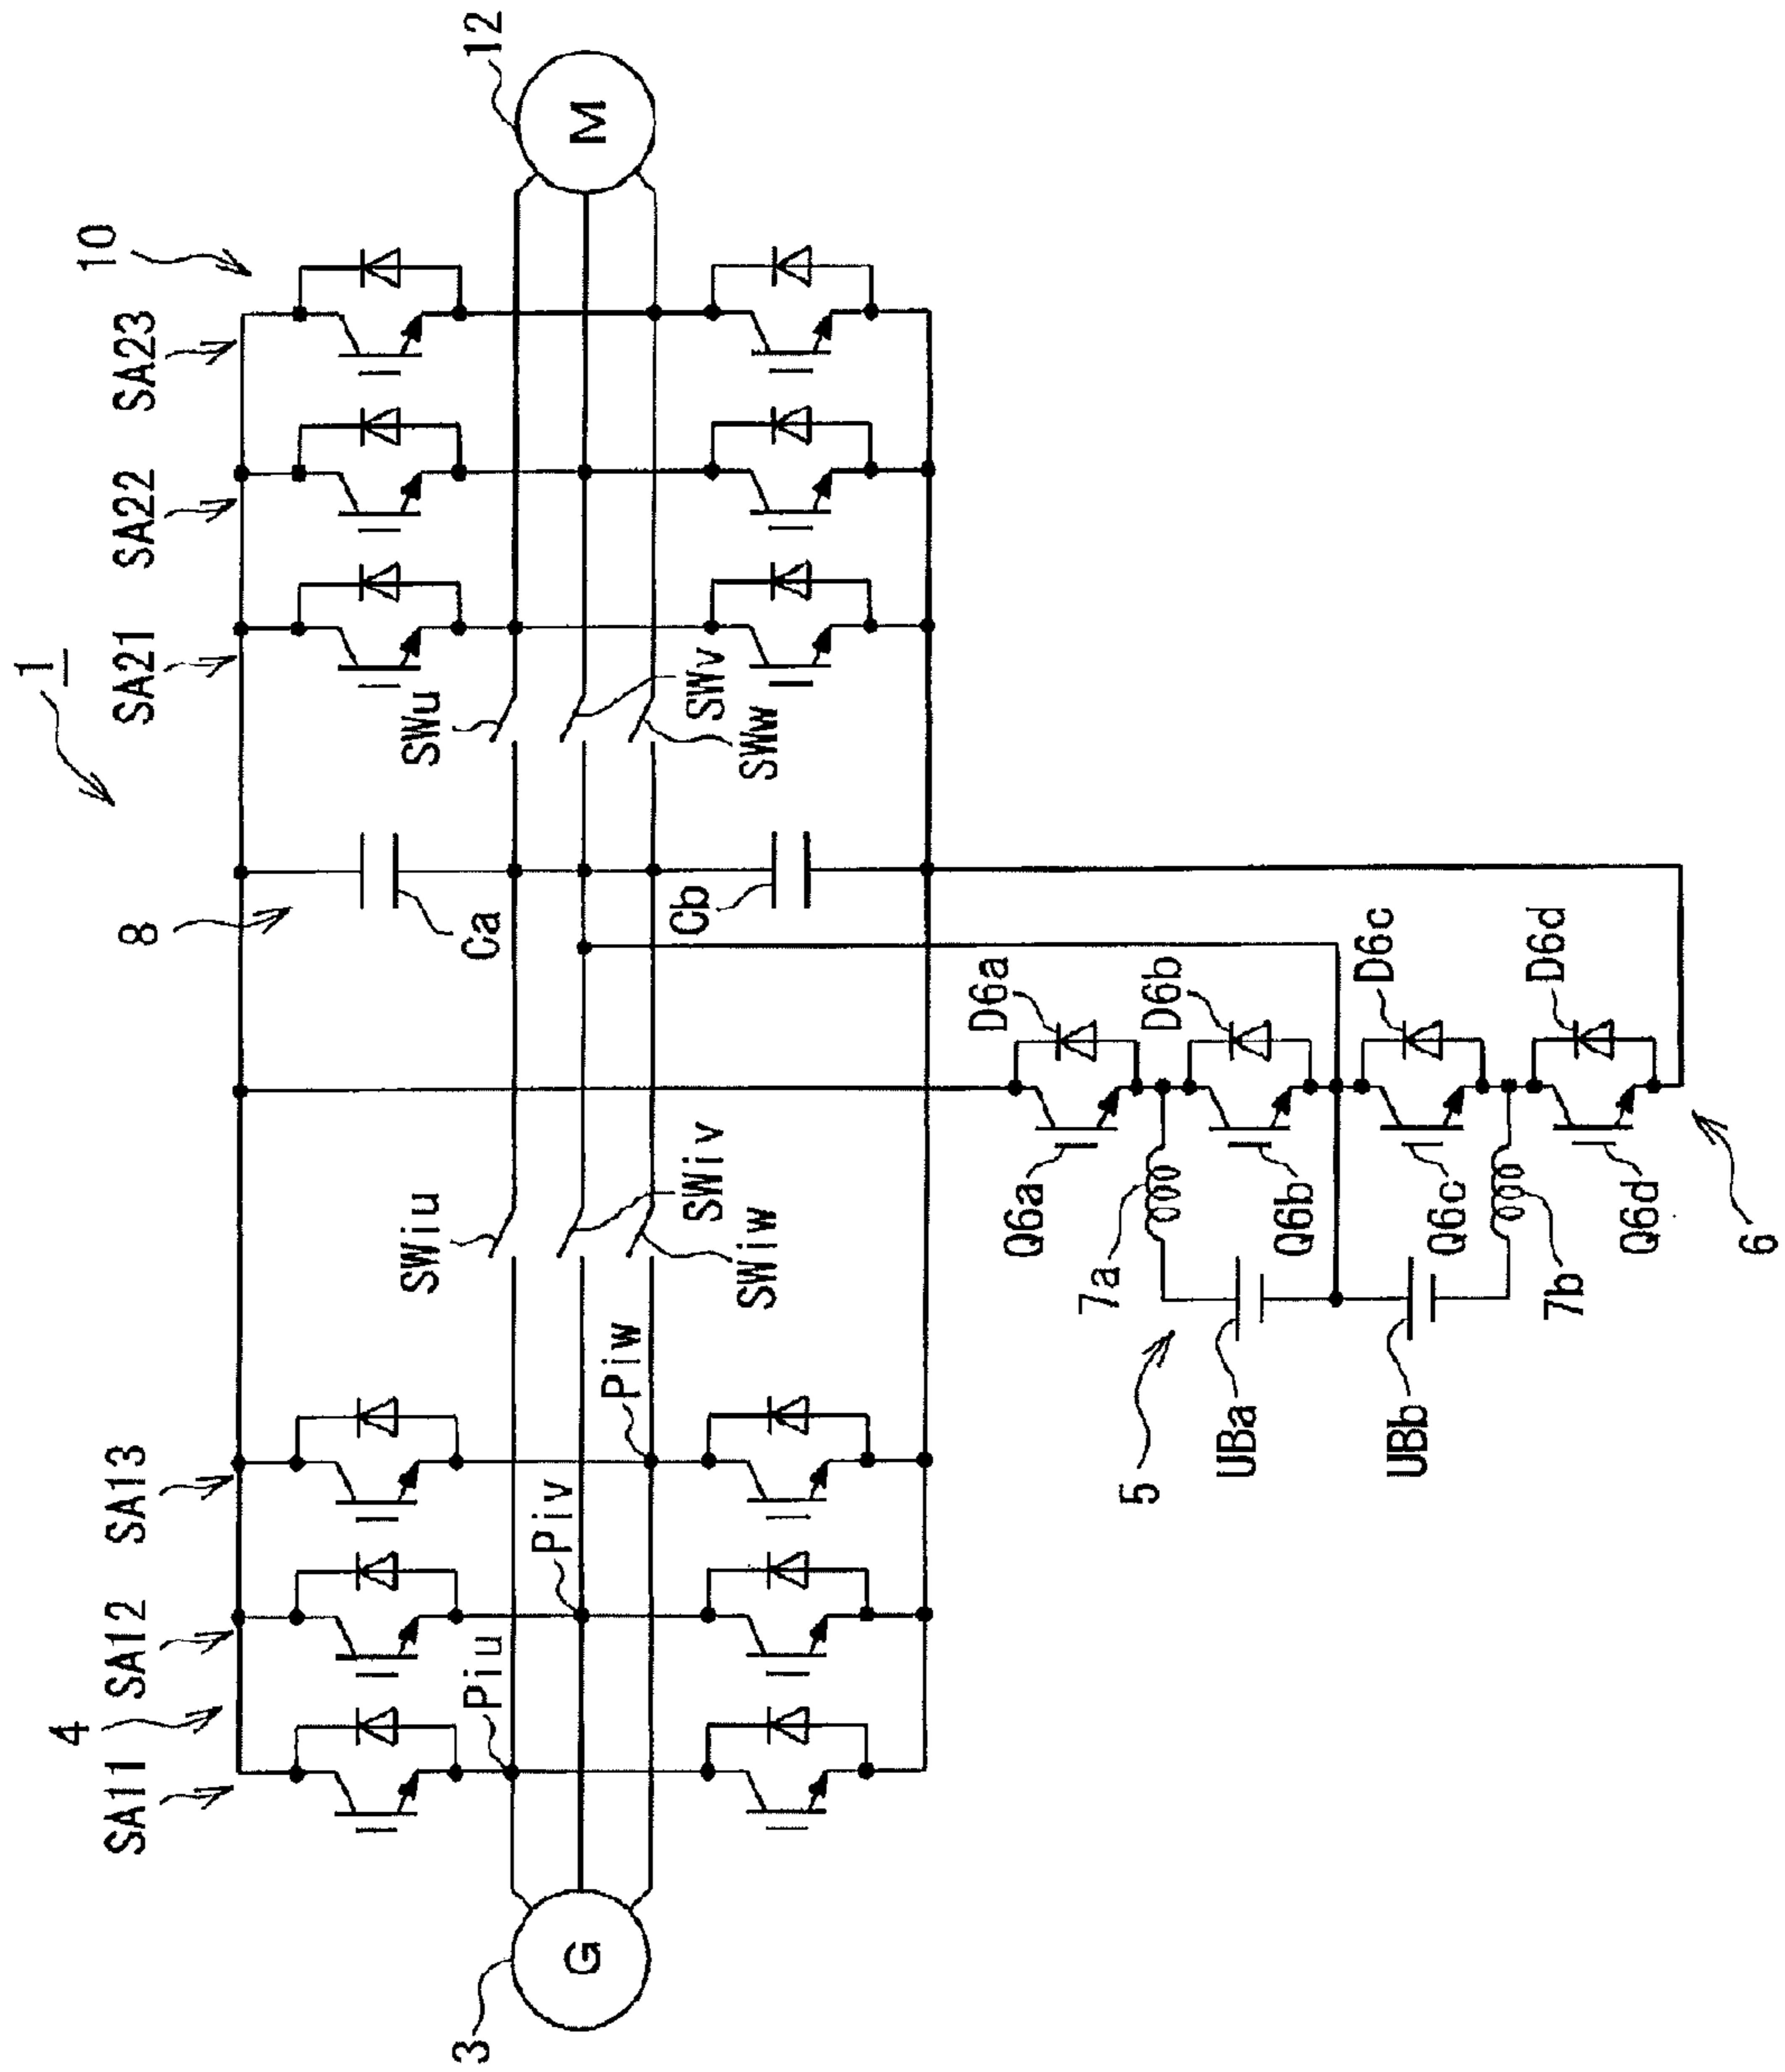 1
8
10
SA21
SA22
SA23
4
SA11
SA12
SA13
12
M
SWu
SWv
SWw
Ca
Cb
SWiu
SWiv
SWiw
Piu
Piv
Piw
G
3
5
UBa
UBb
7a
7b
Q6a
Q6b
Q6c
Q6d
D6a
D6b
D6c
D6d
6